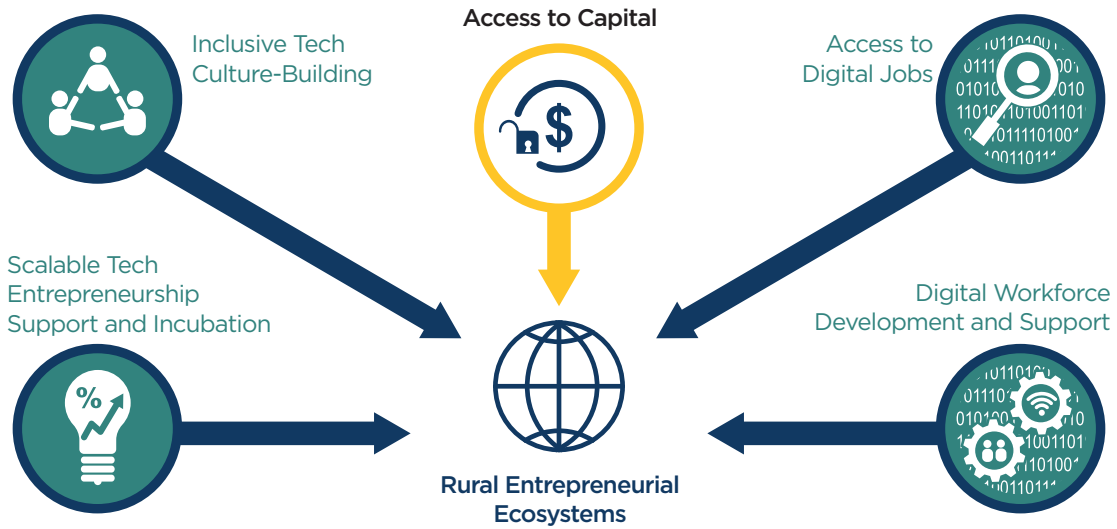 Access to Capital
Inclusive Tech
Culture-Building
Access to
Digital Jobs
$
Scalable Tech
Entrepreneurship
Support and Incubation
Digital Workforce
Development and Support
%
Rural Entrepreneurial
Ecosystems